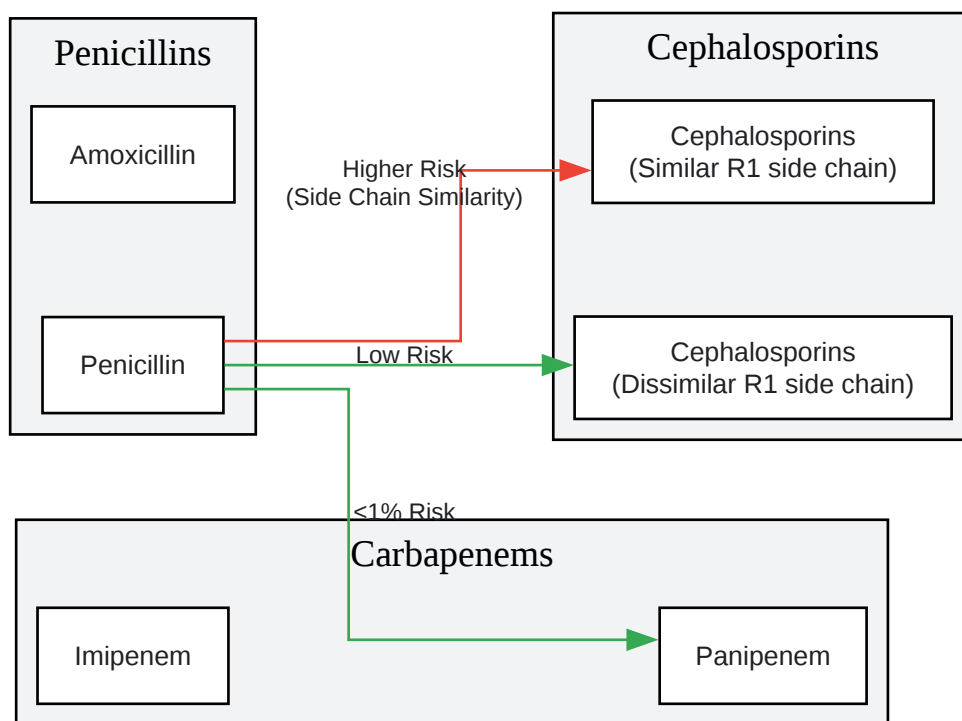 Penicillins
Amoxicillin
Penicillin
Higher Risk
(Side Chain Similarity)
Low Risk
<1% Risk
Cephalosporins
Cephalosporins
(Similar R1 side chain)
Cephalosporins
(Dissimilar R1 side chain)
Carbapenems
Imipenem
Panipenem